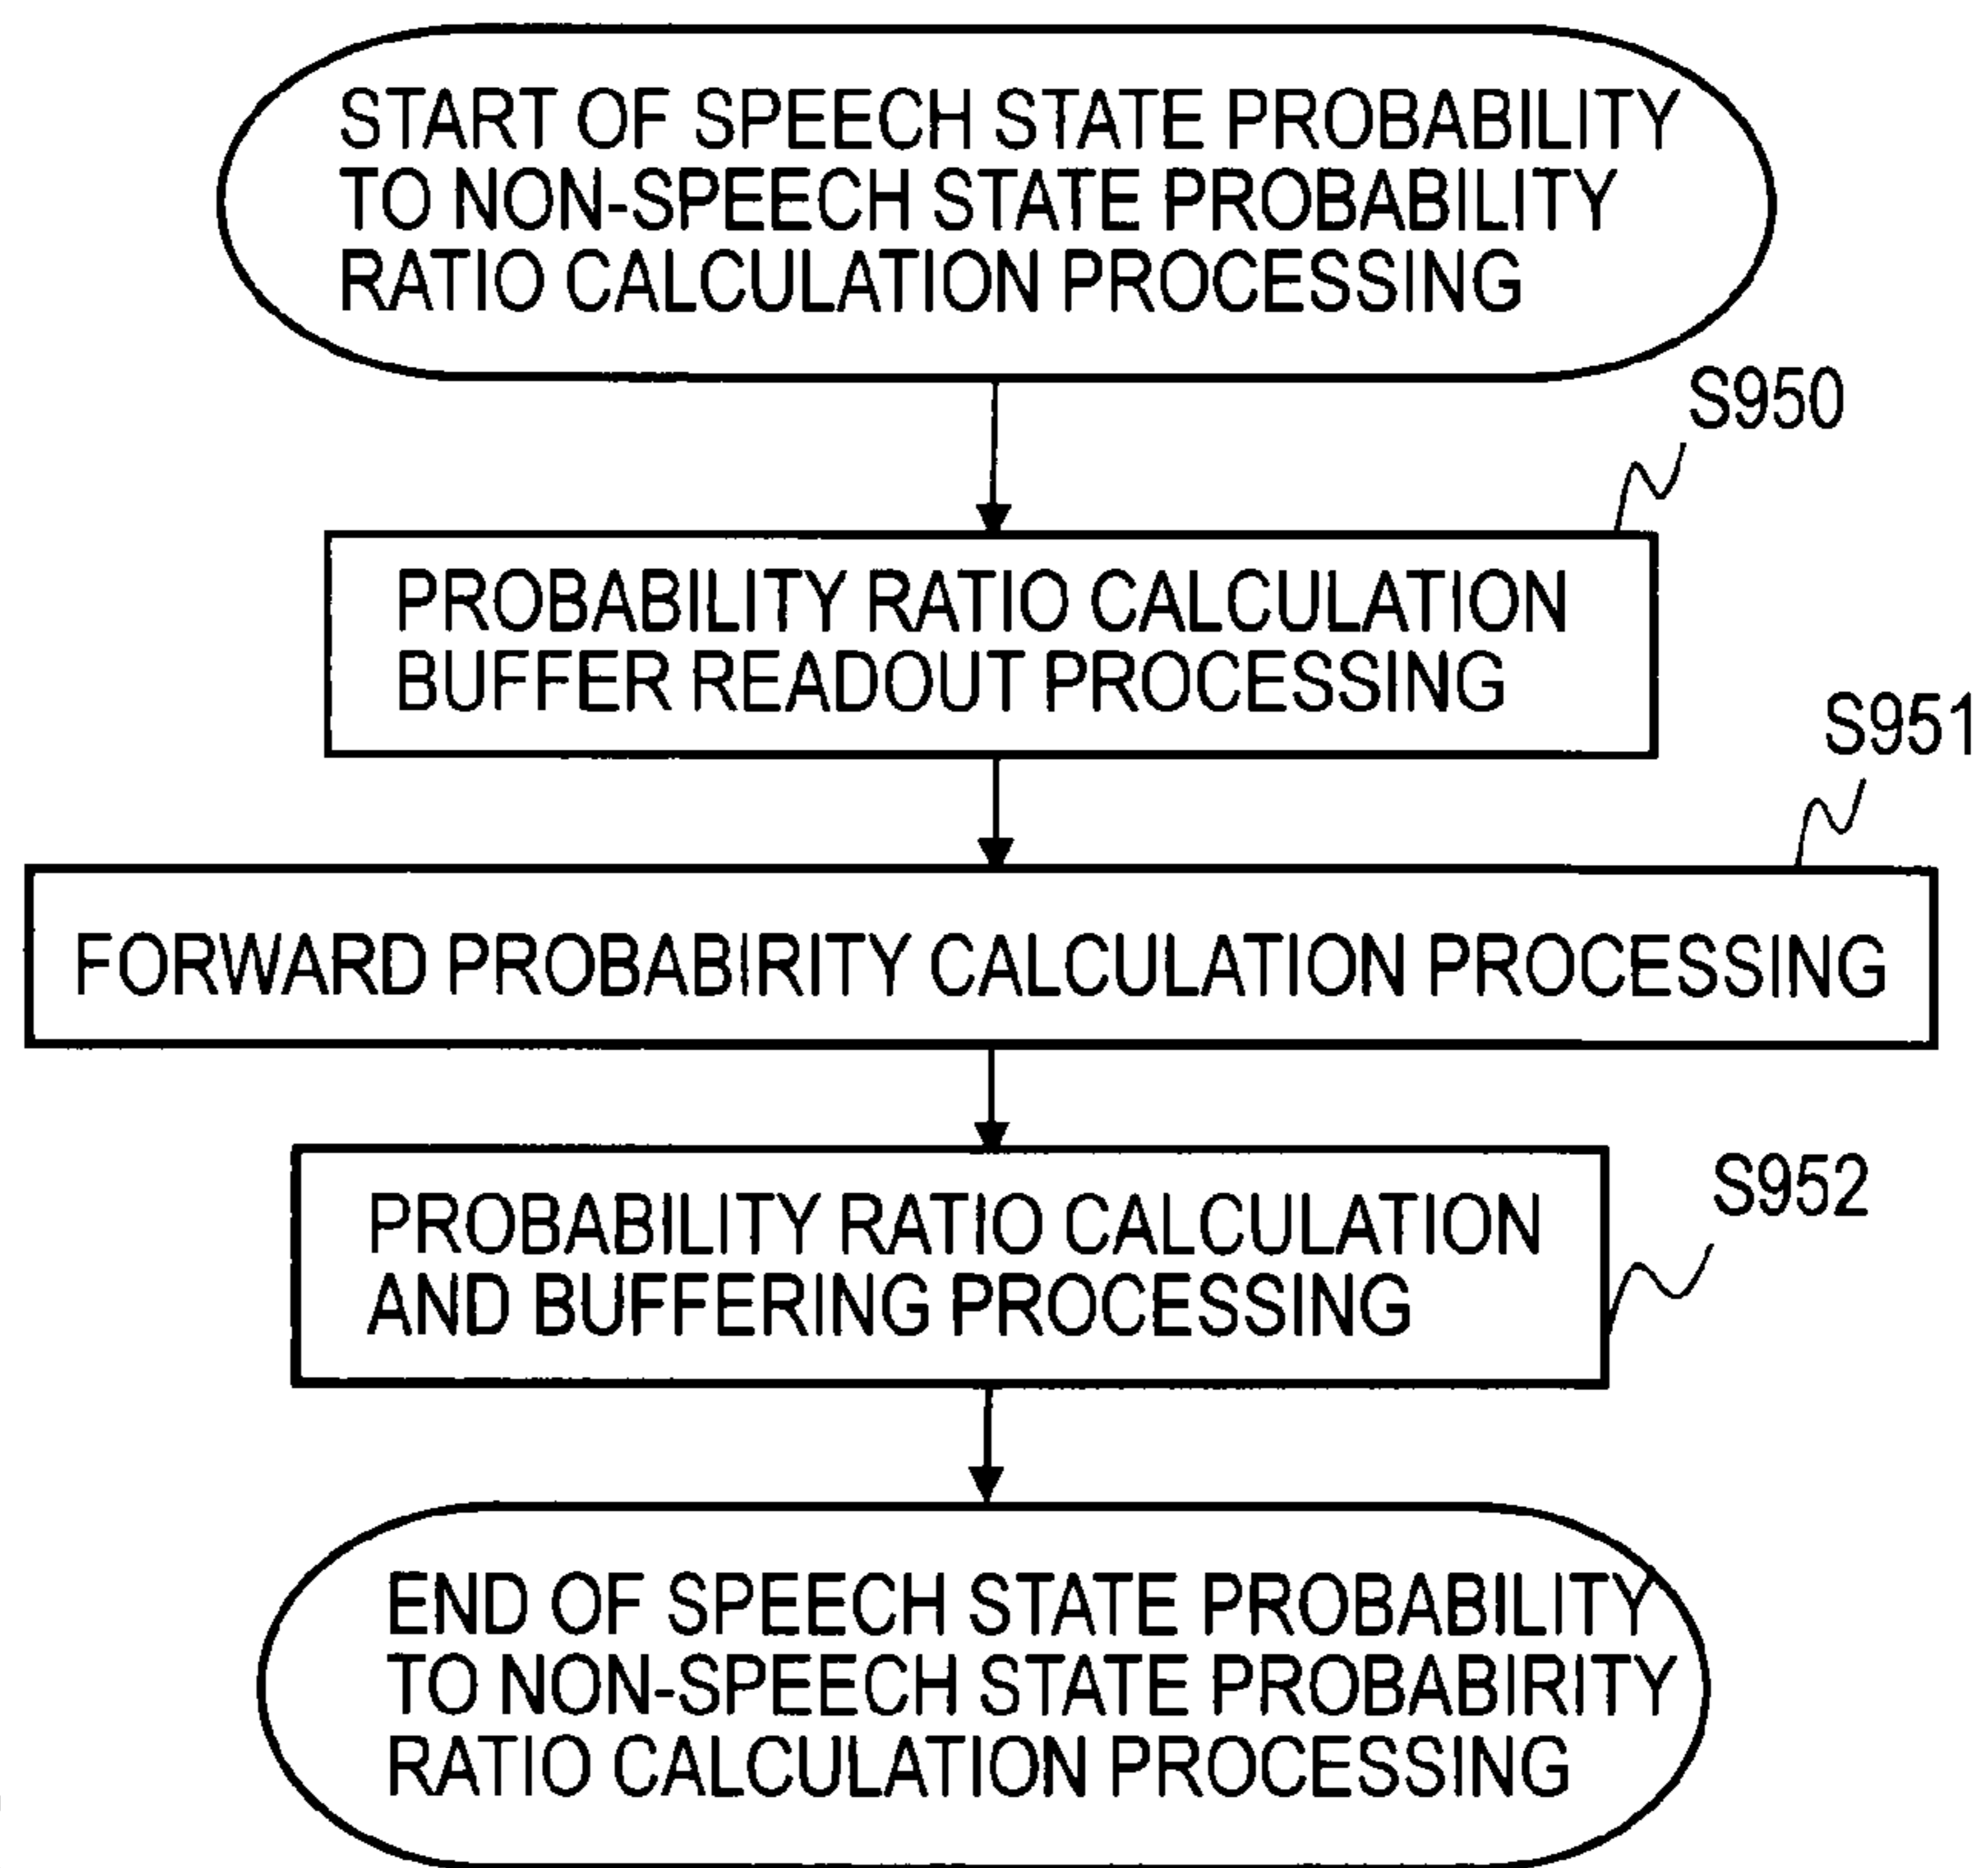 START OF SPEECH STATE PROBABILITY
TO NON-SPEECH STATE PROBABILITY
RATIO CALCULATION PROCESSING
S950
PROBABILITY RATIO CALCULATION
BUFFER READOUT PROCESSING
S951
FORWARD PROBABIRITY CALCULATION PROCESSING
S952
PROBABILITY RATIO CALCULATION
AND BUFFERING PROCESSING
END OF SPEECH STATE PROBABILITY
TO NON-SPEECH STATE PROBABIRITY
RATIO CALCULATION PROCESSING